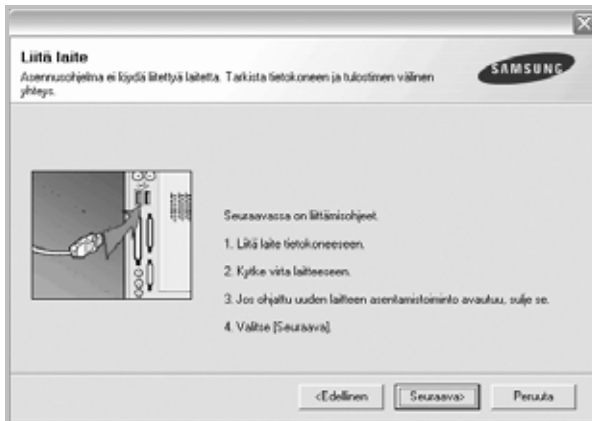 Liitä laite
Asennusohjelma ei löydä liitettyä laitetta. Tarkista tietokoneen ja tulostimen välinen
yhteys.
SAMSUNG
Seuraavassa on liittämisohjeet.
1. Liitä laite tietokoneeseen.
2. Kytke virta laitteeseen.
3. Jos ohjattu uuden laitteen asentamistoiminto avautuu, sulje se.
4. Valitse [Seuraava].
<Edellinen
Seuraava>
Peruuta